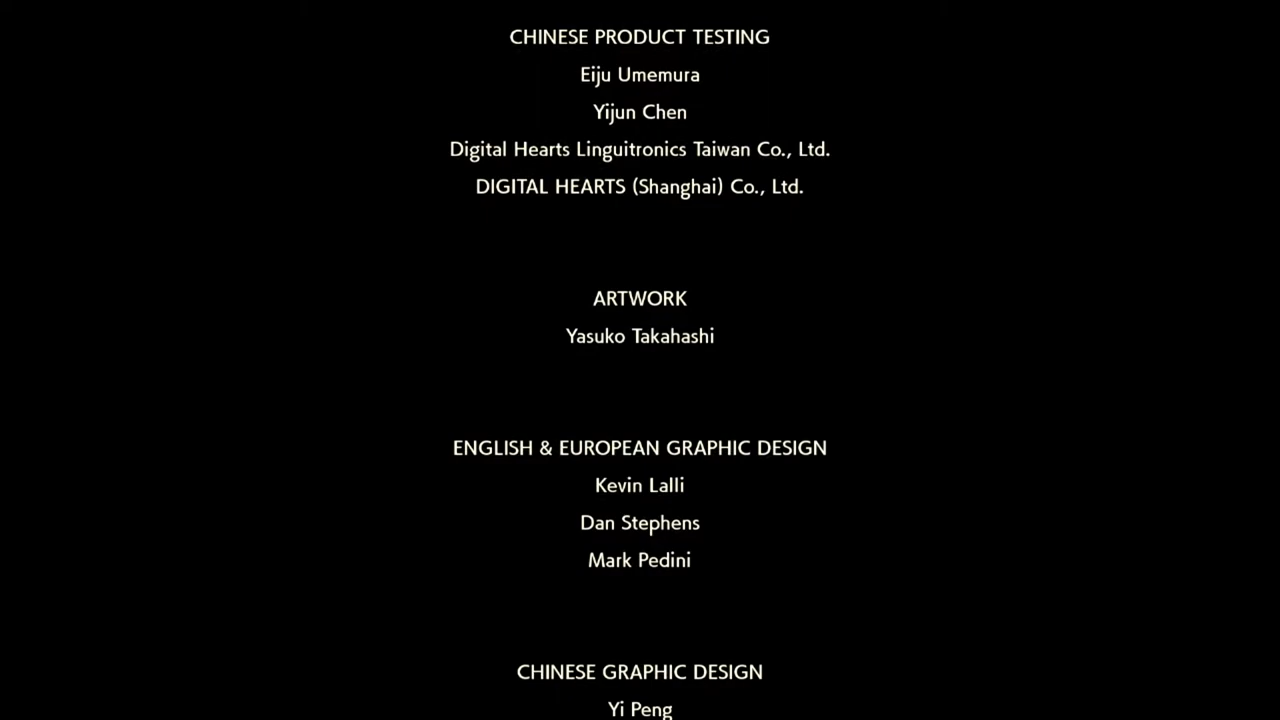 CHINESE PRODUCT TESTING
Eiju Umemura
Yijun Chen
Digital Hearts Linguitronics Taiwan Co., Ltd.
DIGITAL HEARTS (Shanghai) Co., Ltd.
ARTWORK
Yasuko Takahashi
ENGLISH & EUROPEAN GRAPHIC DESIGN
Kevin Lalli
Dan Stephens
Mark Pedini
CHINESE GRAPHIC DESIGN
Yi Peng